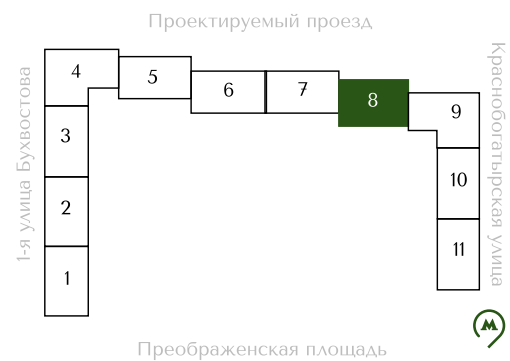 Проектируемый проезд
1-я улица Бухвостова
Краснобогатырская улица
4
5
6
7
8
9
3
10
2
11
1
М
Преображенская площадь